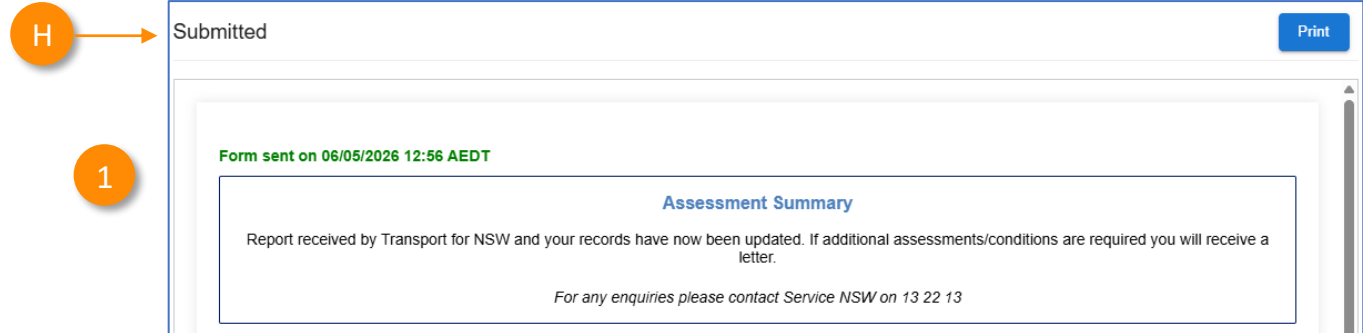 H
Submitted
Print
1
Form sent on 06/05/2026 12:56 AEDT
Assessment Summary
Report received by Transport for NSW and your records have now been updated. If additional assessments/conditions are required you will receive a
letter.
For any enquiries please contact Service NSW on 13 22 13